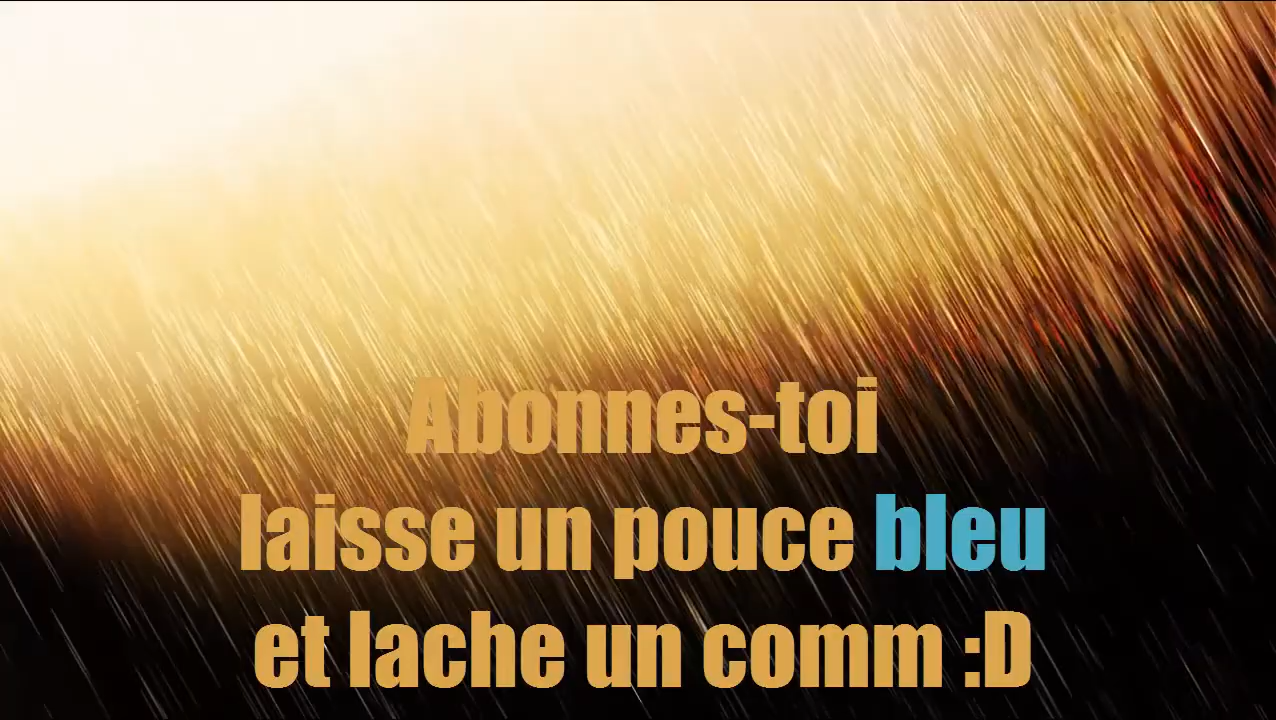 Abonnes-toi
laisse un pouce bleu
et lache un comm :D